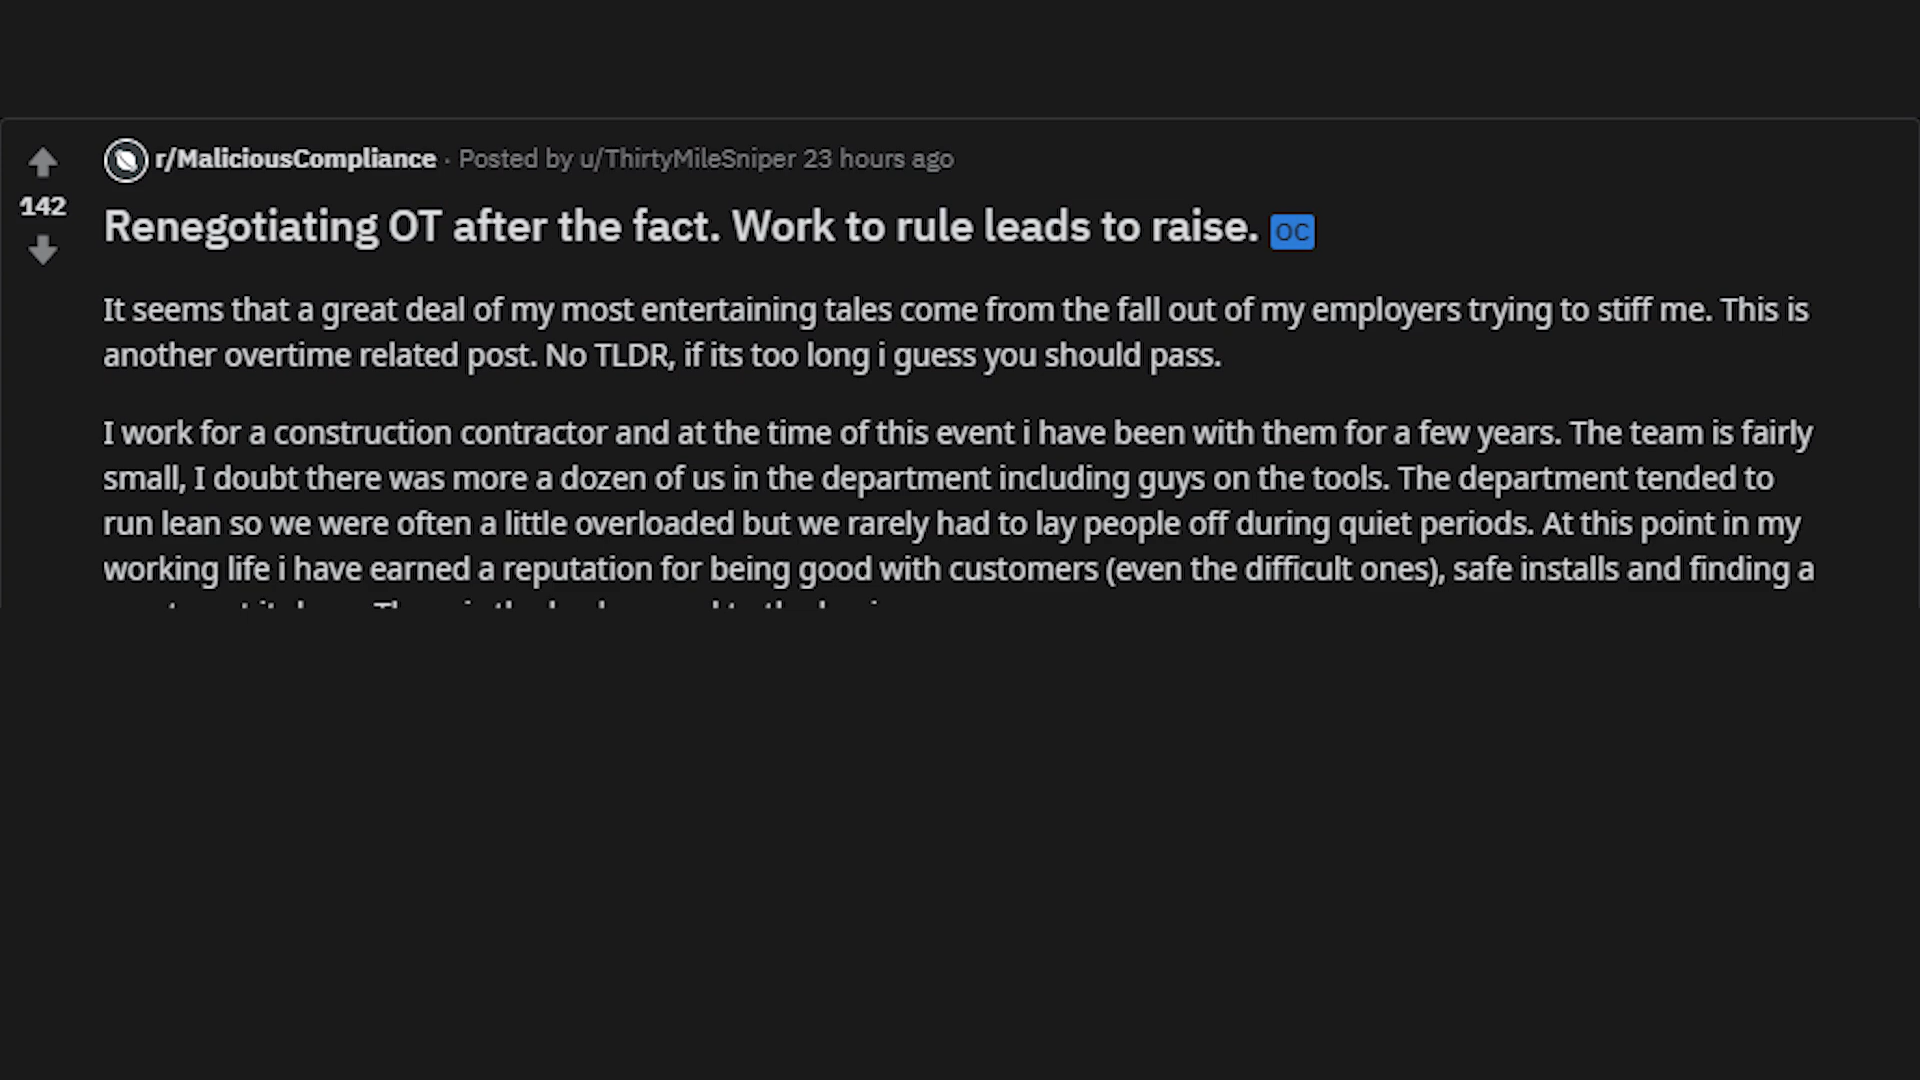 r/MaliciousCompliance · Posted by u/ThirtyMileSniper 23 hours ago
142
Renegotiating OT after the fact. Work to rule leads to raise. OC
It seems that a great deal of my most entertaining tales come from the fall out of my employers trying to stiff me. This is
another overtime related post. No TLDR, if its too long i guess you should pass.
I work for a construction contractor and at the time of this event i have been with them for a few years. The team is fairly
small, I doubt there was more a dozen of us in the department including guys on the tools. The department tended to
run lean so we were often a little overloaded but we rarely had to lay people off during quiet periods. At this point in my
working life i have earned a reputation for being good with customers (even the difficult ones), safe installs and finding a